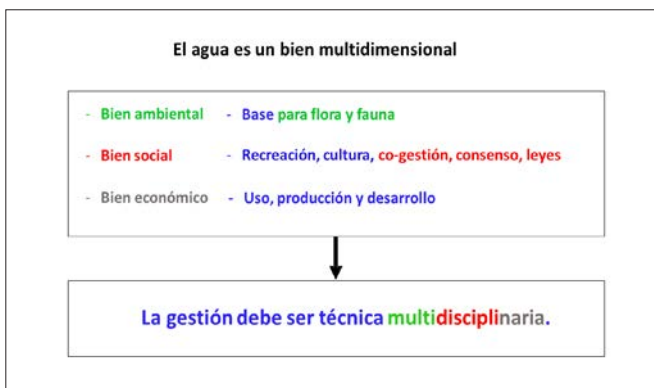 El agua es un bien multidimensional
- Bien ambiental - Base para flora y fauna
- Bien social - Recreación, cultura, co-gestión, consenso, leyes
- Bien económico - Uso, producción y desarrollo
La gestión debe ser técnica multidisciplinaria.